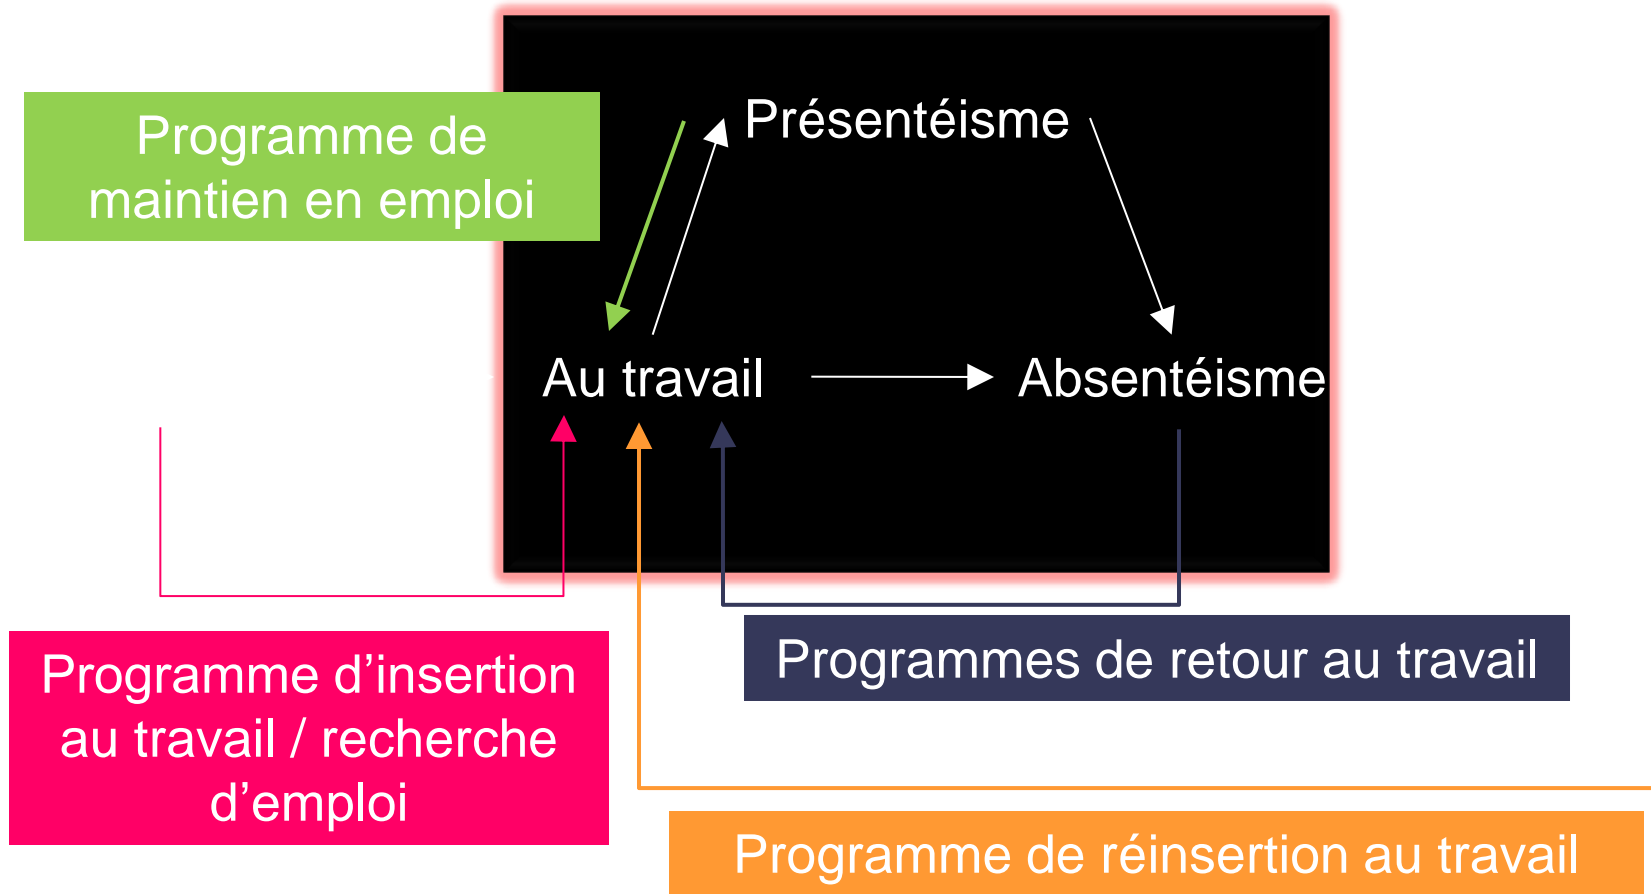 Présentéisme
Programme de
maintien en emploi
Au travail
Absentéisme
Programmes de retour au travail
Programme d’insertion
au travail / recherche
d’emploi
Programme de réinsertion au travail